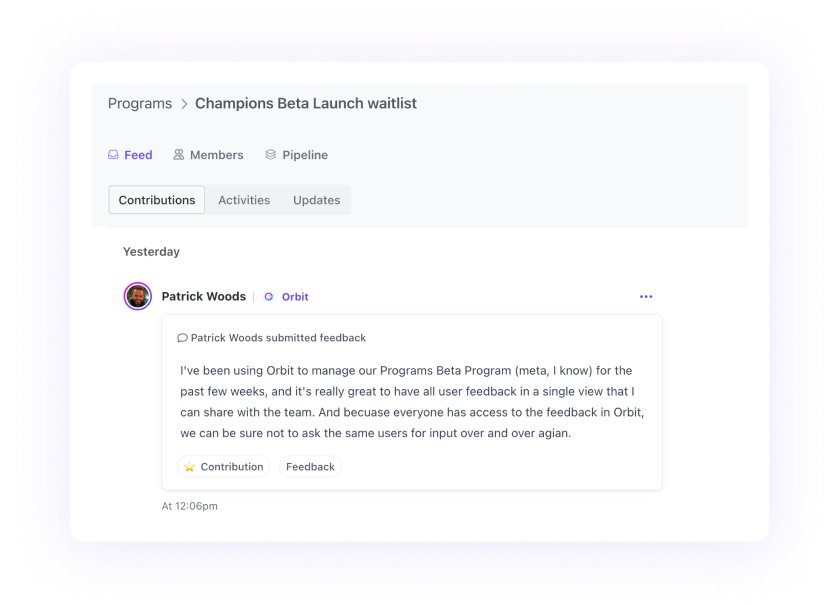 Programs > Champions Beta Launch waitlist
Feed Members Pipeline
Contributions Activities Updates
Yesterday
Patrick Woods | Orbit ...
Patrick Woods submitted feedback
I've been using Orbit to manage our Programs Beta Program (meta, I know) for the
past few weeks, and it's really great to have all user feedback in a single view that I
can share with the team. And becuase everyone has access to the feedback in Orbit,
we can be sure not to ask the same users for input over and over agian.
Contribution Feedback
At 12:06pm